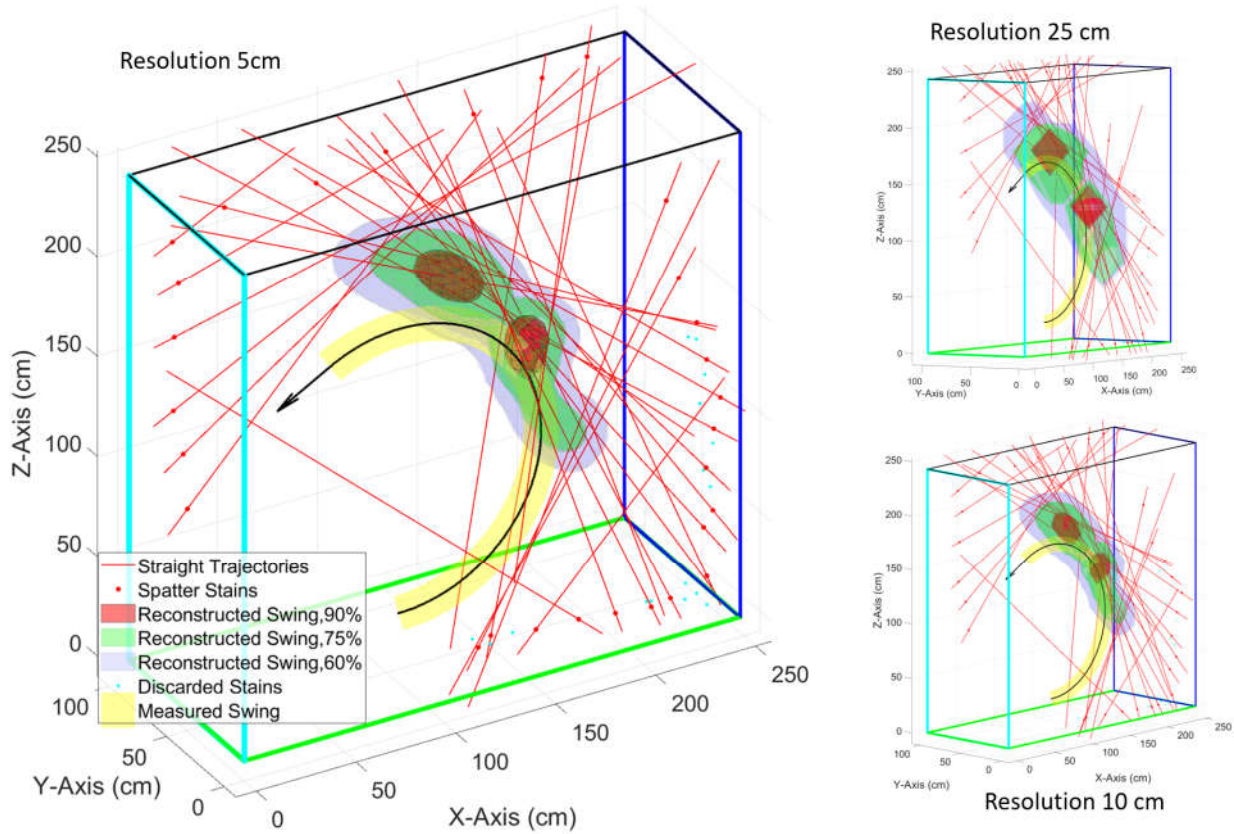 Resolution 5cm
250
200
150
100
50
0
Z-Axis (cm)
100
50
0
Y-Axis (cm)
0
50
100
150
200
250
X-Axis (cm)
Straight Trajectories
Spatter Stains
Reconstructed Swing,90%
Reconstructed Swing,75%
Reconstructed Swing,60%
Discarded Stains
Measured Swing
Resolution 25 cm
250
200
150
100
50
0
Z-Axis (cm)
100
50
0
Y-Axis (cm)
0
50
100
150
200
250
X-Axis (cm)
250
200
150
100
50
0
Z-Axis (cm)
100
50
0
Y-Axis (cm)
0
50
100
150
200
250
X-Axis (cm)
Resolution 10 cm